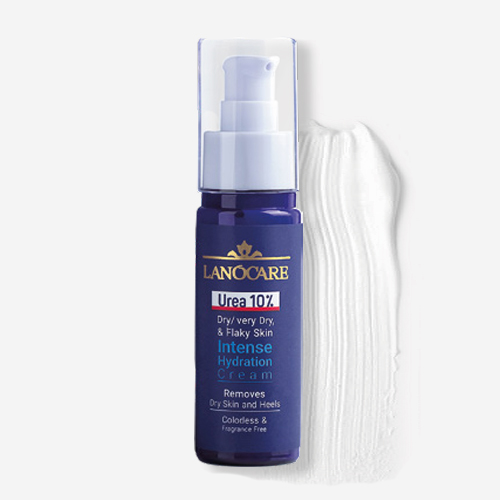 LANOCARE
Urea 10%
Dry/ very Dry,
& Flaky Skin
Intense
Hydration
Cream
Removes
Dry Skin and Heels
Colorless &
Fragrance Free